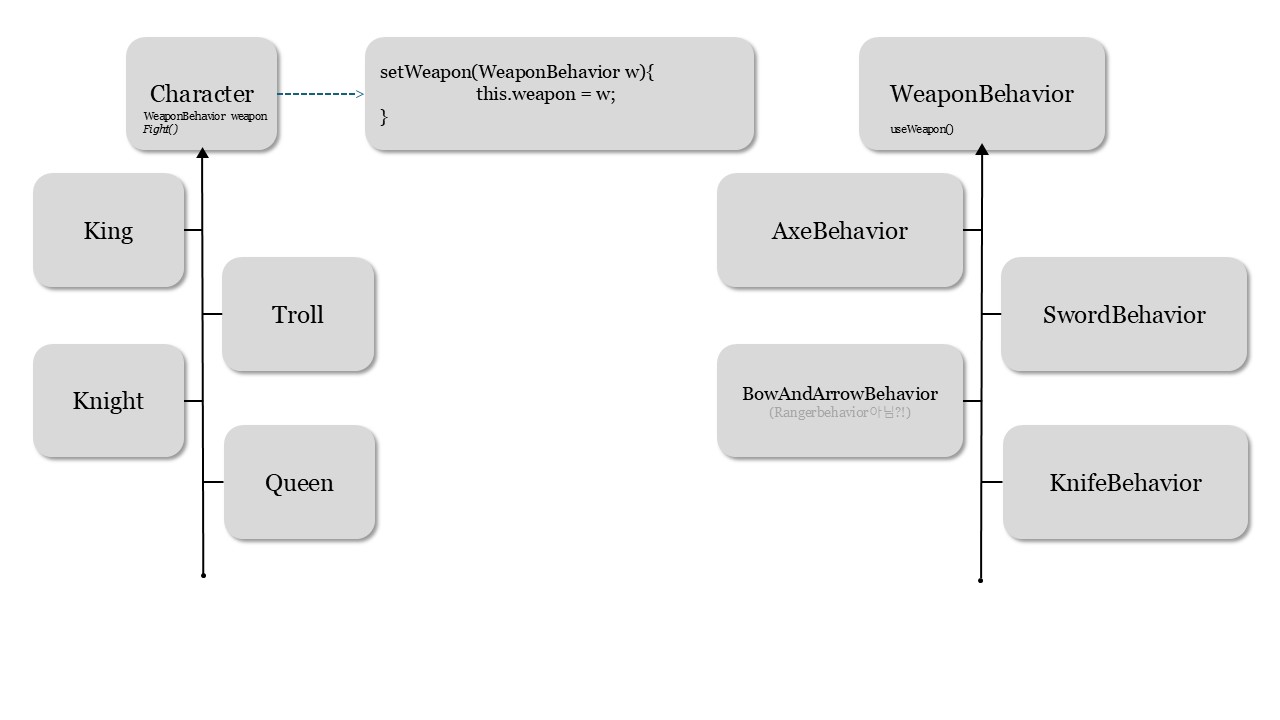 Character
WeaponBehavior weapon
Fight()
setWeapon(WeaponBehavior w){
this.weapon = w;
}
WeaponBehavior
useWeapon()
King
Troll
Knight
Queen
AxeBehavior
SwordBehavior
BowAndArrowBehavior
(Rangerbehavior아님?!)
KnifeBehavior